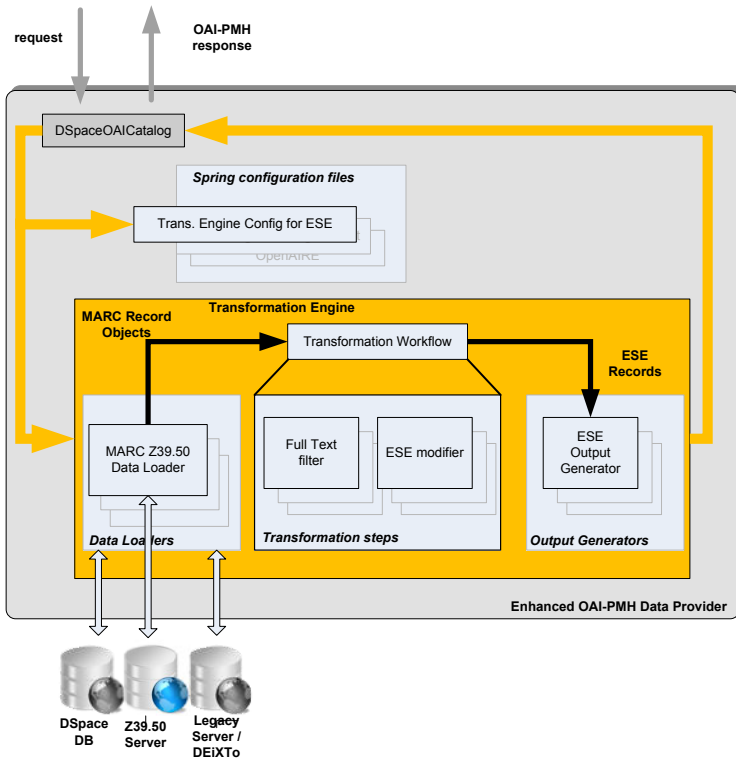 request
OAI-PMH
response
DSpaceOAICatalog
Spring configuration files
Trans. Engine Config for ESE
OpenAIRE
Transformation Engine
MARC Record
Objects
Transformation Workflow
ESE
Records
MARC Z39.50
Data Loader
Full Text
filter
ESE modifier
ESE
Output
Generator
Data Loaders
Transformation steps
Output Generators
Enhanced OAI-PMH Data Provider
DSpace
DB
Z39.50
Server
Legacy
Server /
DEiXTo